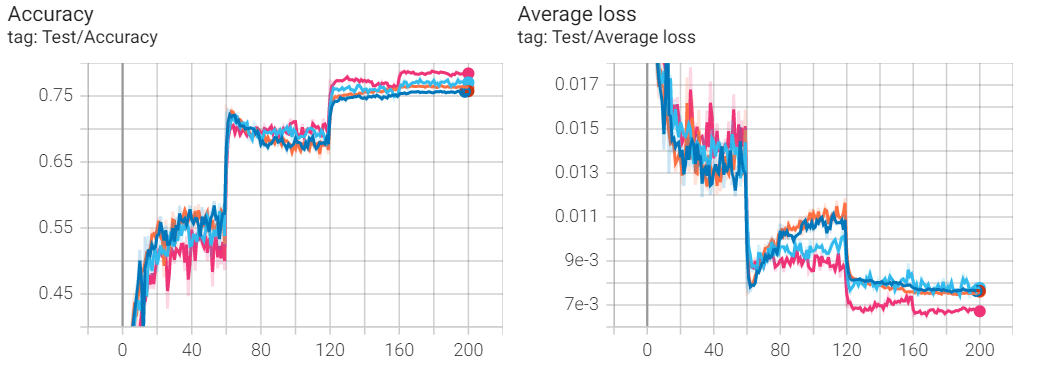 Accuracy
tag: Test/Accuracy
0.75
0.65
0.55
0.45
0 40 80 120 160 200
Average loss
tag: Test/Average loss
0.017
0.015
0.013
0.011
9e-3
7e-3
0 40 80 120 160 200